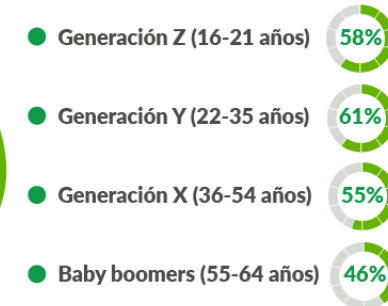 Generación Z (16-21 años) 58%
Generación Y (22-35 años) 61%
Generación X (36-54 años) 55%
Baby boomers (55-64 años) 46%